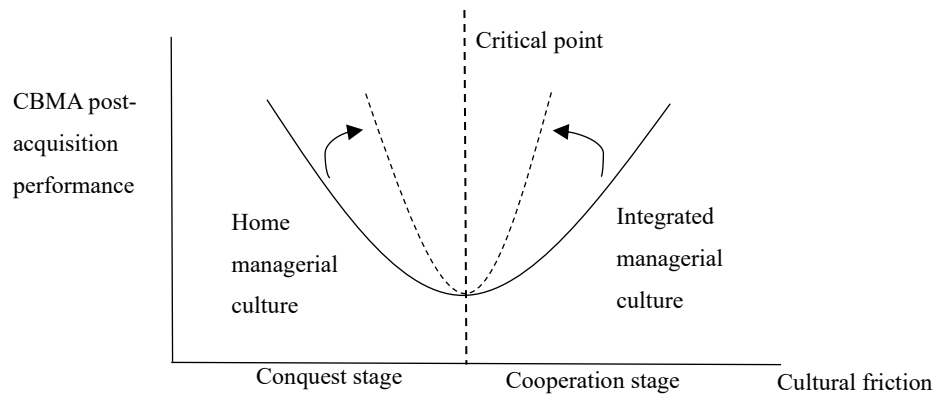 Critical point
CBMA post-
acquisition
performance
Home
managerial
culture
Integrated
managerial
culture
Conquest stage
Cooperation stage
Cultural friction